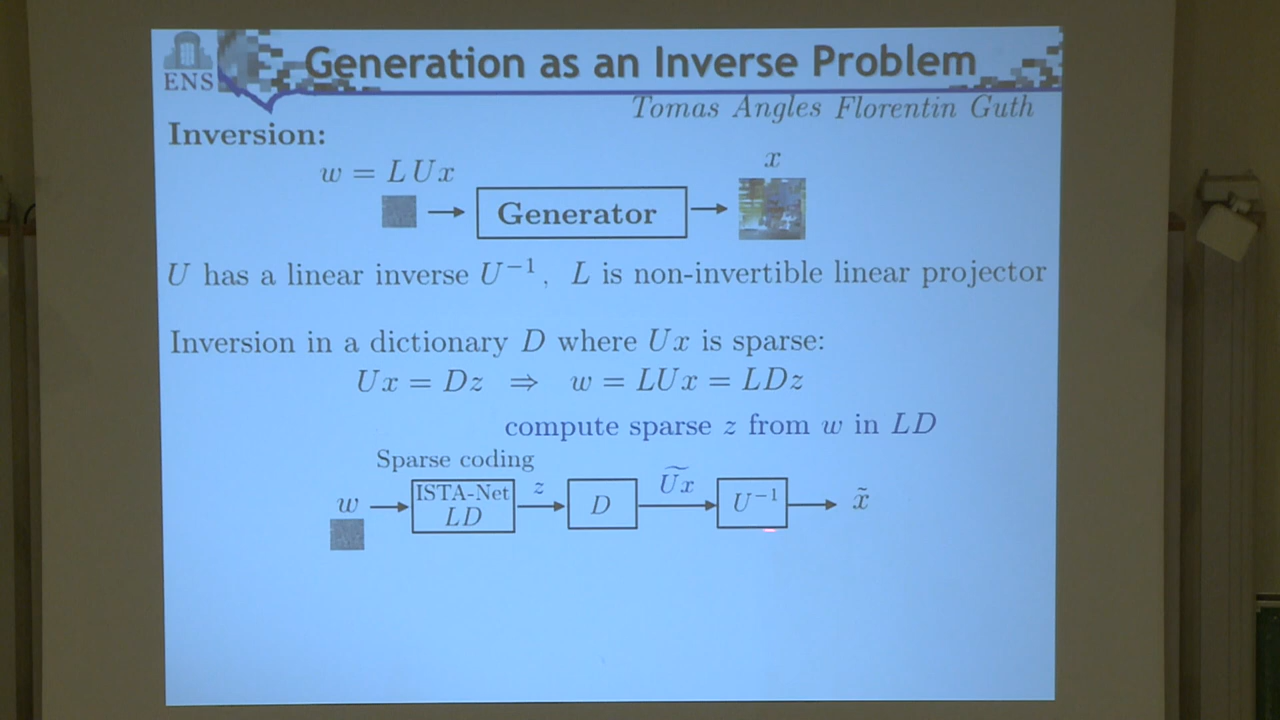 ENS
Generation as an Inverse Problem
Tomas Angles Florentin Guth
Inversion:
w = LUx
x
Generator
U has a linear inverse U⁻¹, L is non-invertible linear projector
Inversion in a dictionary D where Ux is sparse:
Ux = Dz ⇒ w = LUx = LDz
compute sparse z from w in LD
Sparse coding
w
ISTA-Net
LD
z
D
Ũx
U⁻¹
x̃